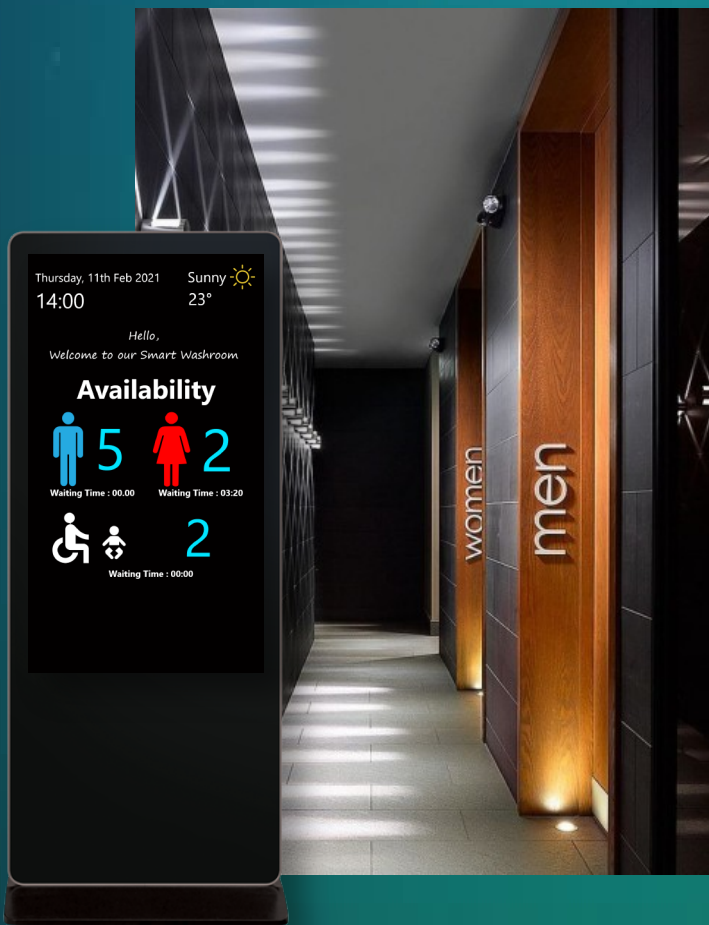 Thursday, 11th Feb 2021
Sunny
14:00
23°
Hello,
Welcome to our Smart Washroom
Availability
5
2
Waiting Time : 00.00
Waiting Time : 03:20
2
Waiting Time : 00:00
women
men